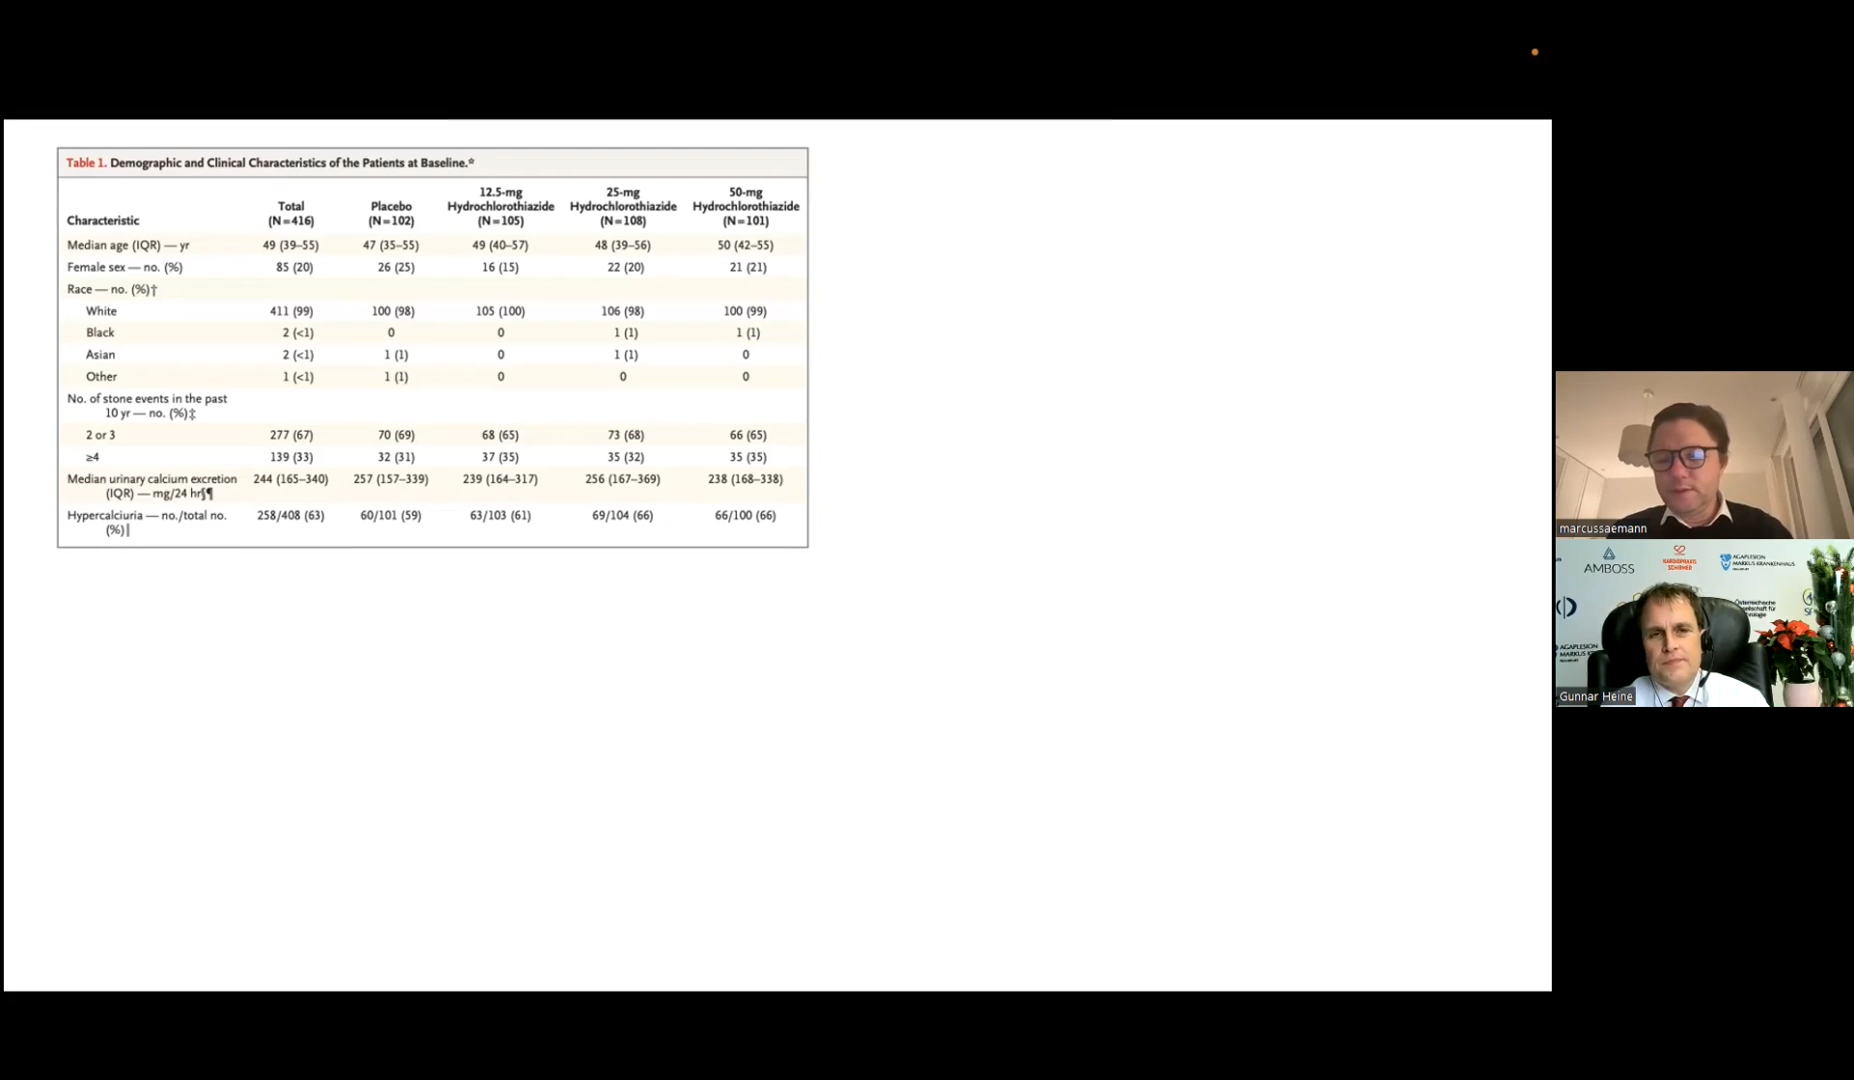 Table 1. Demographic and Clinical Characteristics of the Patients at Baseline.*
Characteristic Total (N=416) Placebo (N=102) 12.5-mg Hydrochlorothiazide (N=105) 25-mg Hydrochlorothiazide (N=108) 50-mg Hydrochlorothiazide (N=101)
Median age (IQR) — yr 49 (39–55) 47 (35–55) 49 (40–57) 48 (39–56) 50 (42–55)
Female sex — no. (%) 85 (20) 26 (25) 16 (15) 22 (20) 21 (21)
Race — no. (%)†
White 411 (99) 100 (98) 105 (100) 106 (98) 100 (99)
Black 2 (<1) 0 0 1 (1) 1 (1)
Asian 2 (<1) 1 (1) 0 1 (1) 0
Other 1 (<1) 1 (1) 0 0 0
No. of stone events in the past
10 yr — no. (%)‡
2 or 3 277 (67) 70 (69) 68 (65) 73 (68) 66 (65)
≥4 139 (33) 32 (31) 37 (35) 35 (32) 35 (35)
Median urinary calcium excretion 244 (165–340) 257 (157–339) 239 (164–317) 256 (167–369) 238 (168–338)
(IQR) — mg/24 hr§¶
Hypercalciuria — no./total no. 258/408 (63) 60/101 (59) 63/103 (61) 69/104 (66) 66/100 (66)
(%)‖
marcussaemann
AMBOSS
KARDIOPRAXIS
SCHIRMER
AGAPLESION
MARKUS KRANKENHAUS
Österreichische
AGAPLESION
Gunnar Heine